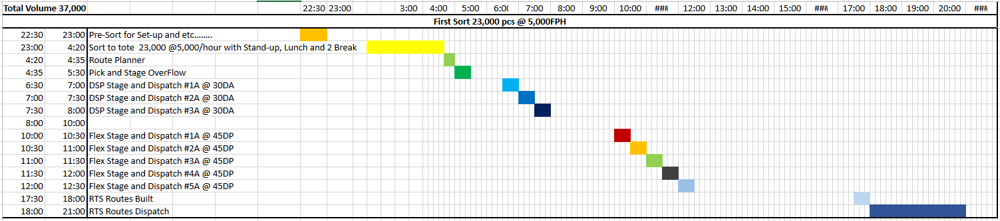 Total Volume 37,000 22:30 23:00 3:00 4:00 5:00 6:00 7:00 8:00 9:00 10:00 ### 12:00 13:00 14:00 15:00 ### 17:00 18:00 19:00 20:00 ###
First Sort 23,000 pcs @ 5,000FPH
22:30 23:00 Pre-Sort for Set-up and etc........
23:00 4:20 Sort to tote 23,000 @5,000/hour with Stand-up, Lunch and 2 Break
4:20 4:35 Route Planner
4:35 5:30 Pick and Stage OverFlow
6:30 7:00 DSP Stage and Dispatch #1A @ 30DA
7:00 7:30 DSP Stage and Dispatch #2A @ 30DA
7:30 8:00 DSP Stage and Dispatch #3A @ 30DA
8:00 10:00
10:00 10:30 Flex Stage and Dispatch #1A @ 45DP
10:30 11:00 Flex Stage and Dispatch #2A @ 45DP
11:00 11:30 Flex Stage and Dispatch #3A @ 45DP
11:30 12:00 Flex Stage and Dispatch #4A @ 45DP
12:00 12:30 Flex Stage and Dispatch #5A @ 45DP
17:30 18:00 RTS Routes Built
18:00 21:00 RTS Routes Dispatch